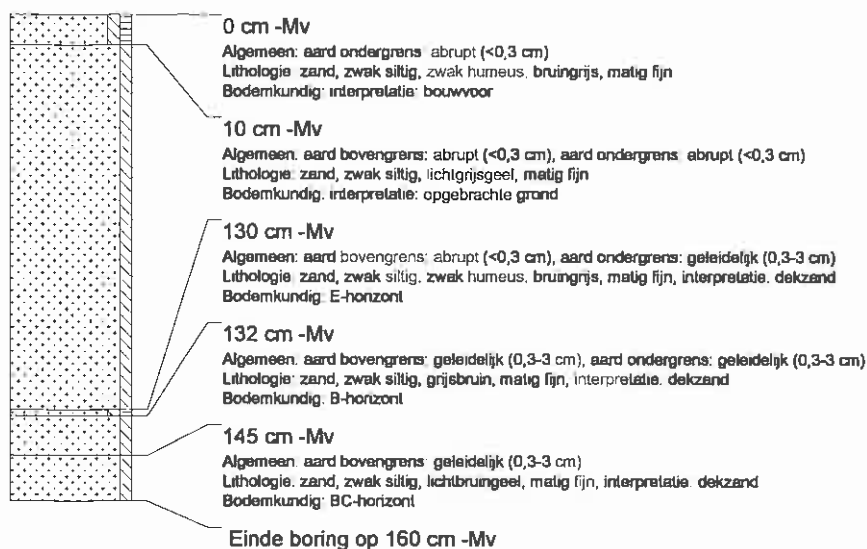 0 cm -Mv
Algemeen: aard ondergrens: abrupt (<0,3 cm)
Lithologie: zand, zwak siltig, zwak humeus, bruingrijs, matig fijn
Bodemkundig: interpretatie: bouwvoor
10 cm -Mv
Algemeen: aard bovengrens: abrupt (<0,3 cm), aard ondergrens: abrupt (<0,3 cm)
Lithologie: zand, zwak siltig, lichtgrijsgeel, matig fijn
Bodemkundig: interpretatie: opgebrachte grond
130 cm -Mv
Algemeen: aard bovengrens: abrupt (<0,3 cm), aard ondergrens: geleidelijk (0,3-3 cm)
Lithologie: zand, zwak siltig, zwak humeus, bruingrijs, matig fijn, interpretatie: dekzand
Bodemkundig: E-horizont
132 cm -Mv
Algemeen: aard bovengrens: geleidelijk (0,3-3 cm), aard ondergrens: geleidelijk (0,3-3 cm)
Lithologie: zand, zwak siltig, grijsbruin, matig fijn, interpretatie: dekzand
Bodemkundig: B-horizont
145 cm -Mv
Algemeen: aard bovengrens: geleidelijk (0,3-3 cm)
Lithologie: zand, zwak siltig, lichtbruingeel, matig fijn, interpretatie: dekzand
Bodemkundig: BC-horizont
Einde boring op 160 cm -Mv